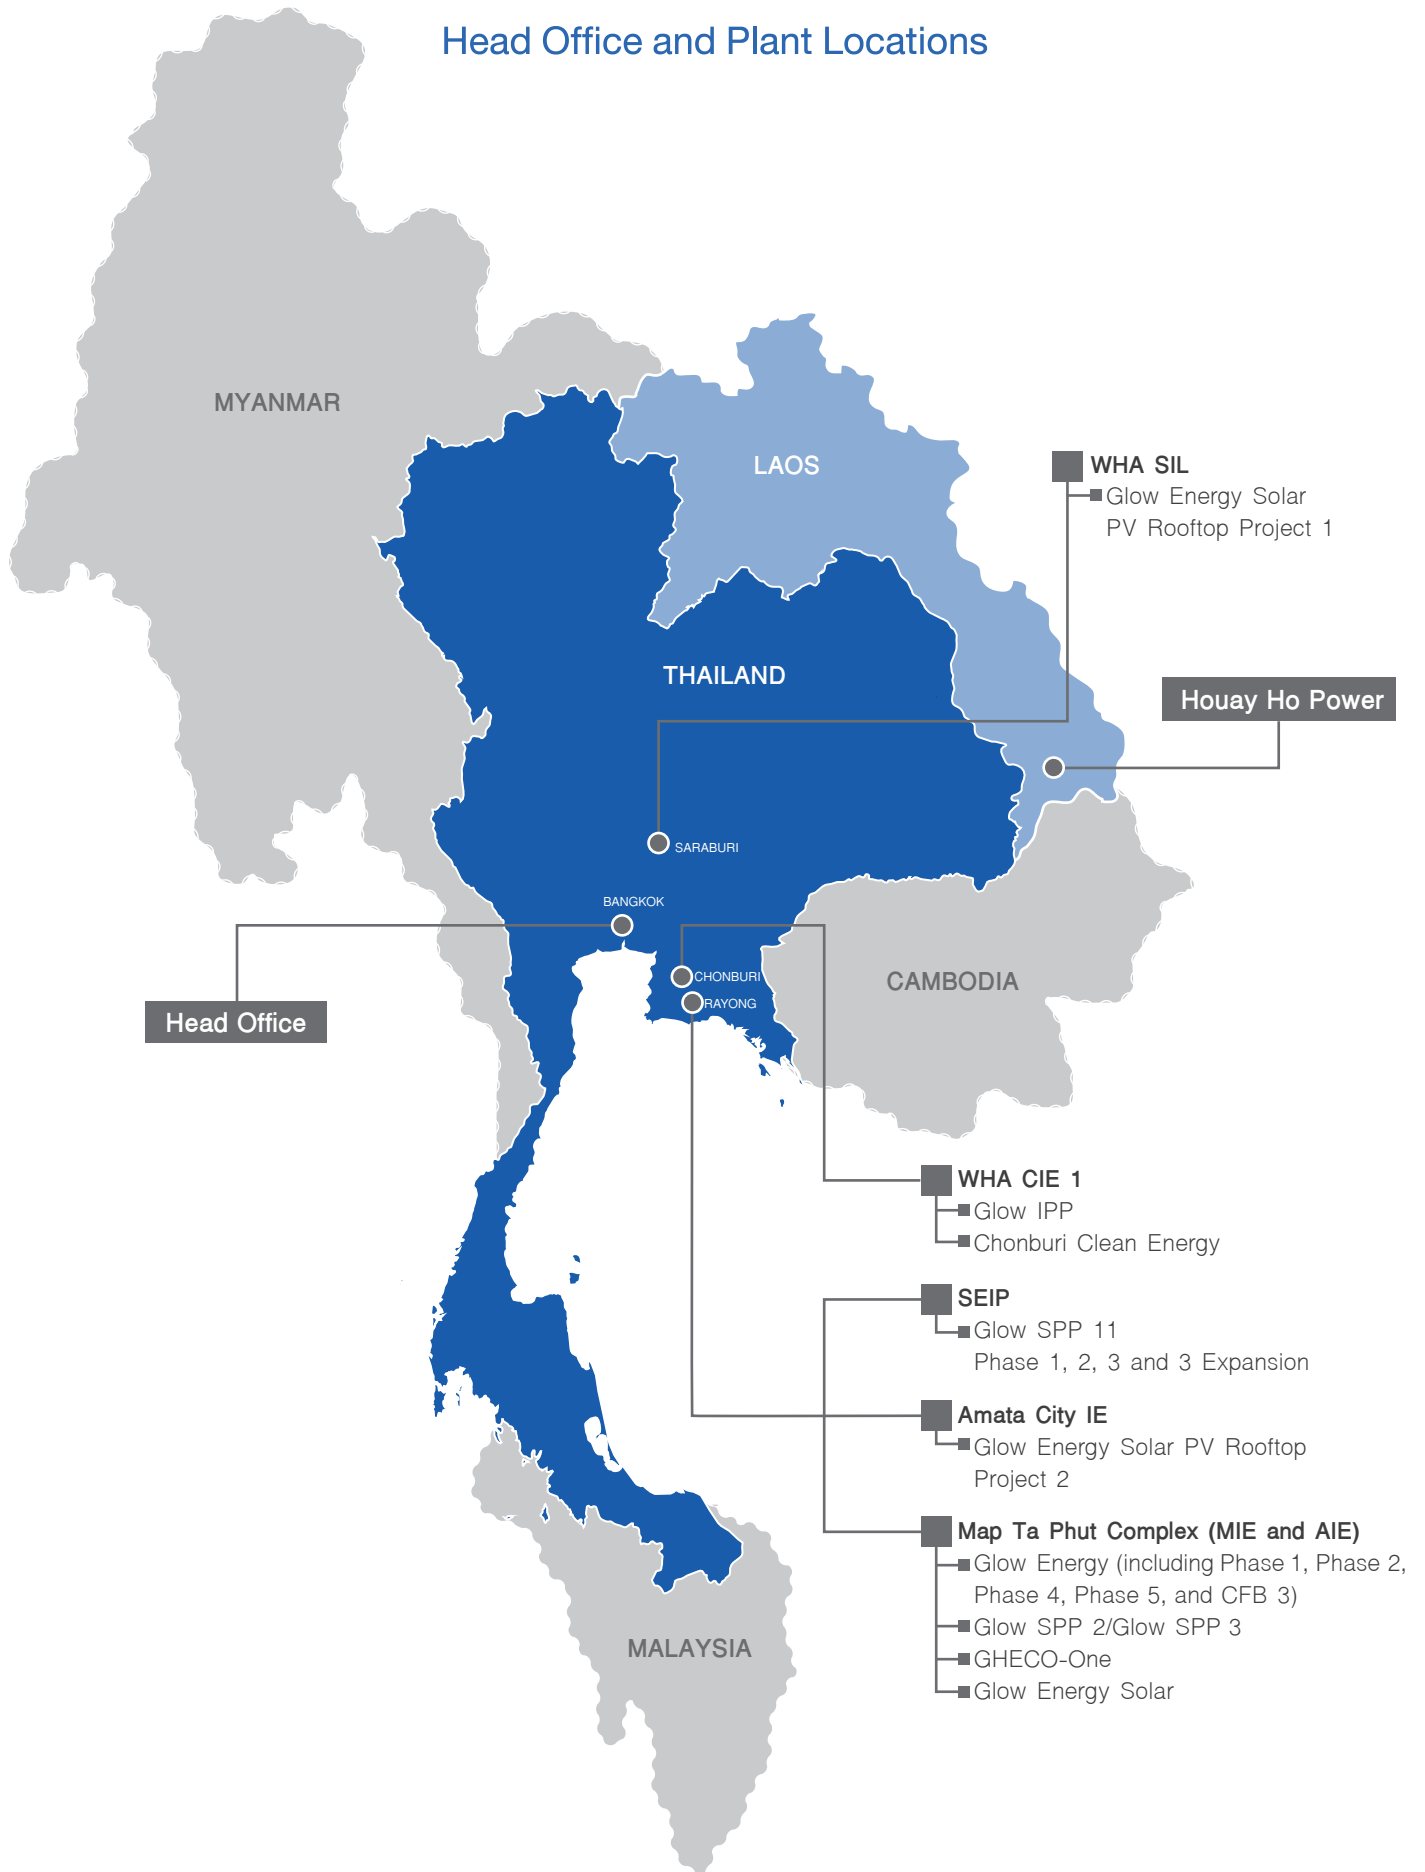 Head Office and Plant Locations
MYANMAR
LAOS
WHA SIL
Glow Energy Solar
PV Rooftop Project 1
THAILAND
Houay Ho Power
SARABURI
BANGKOK
CHONBURI
RAYONG
CAMBODIA
Head Office
WHA CIE 1
Glow IPP
Chonburi Clean Energy
SEIP
Glow SPP 11
Phase 1, 2, 3 and 3 Expansion
Amata City IE
Glow Energy Solar PV Rooftop
Project 2
Map Ta Phut Complex (MIE and AIE)
Glow Energy (including Phase 1, Phase 2,
Phase 4, Phase 5, and CFB 3)
Glow SPP 2/Glow SPP 3
GHECO-One
Glow Energy Solar
MALAYSIA